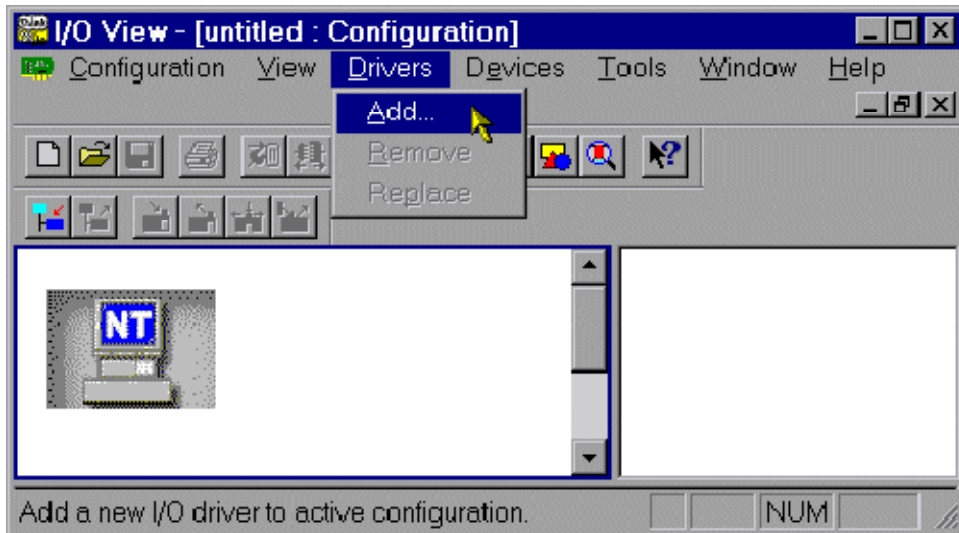 I/O View - [untitled : Configuration]
Configuration View Drivers Devices Tools Window Help
Add...
Remove
Replace
NT
Add a new I/O driver to active configuration.
NUM